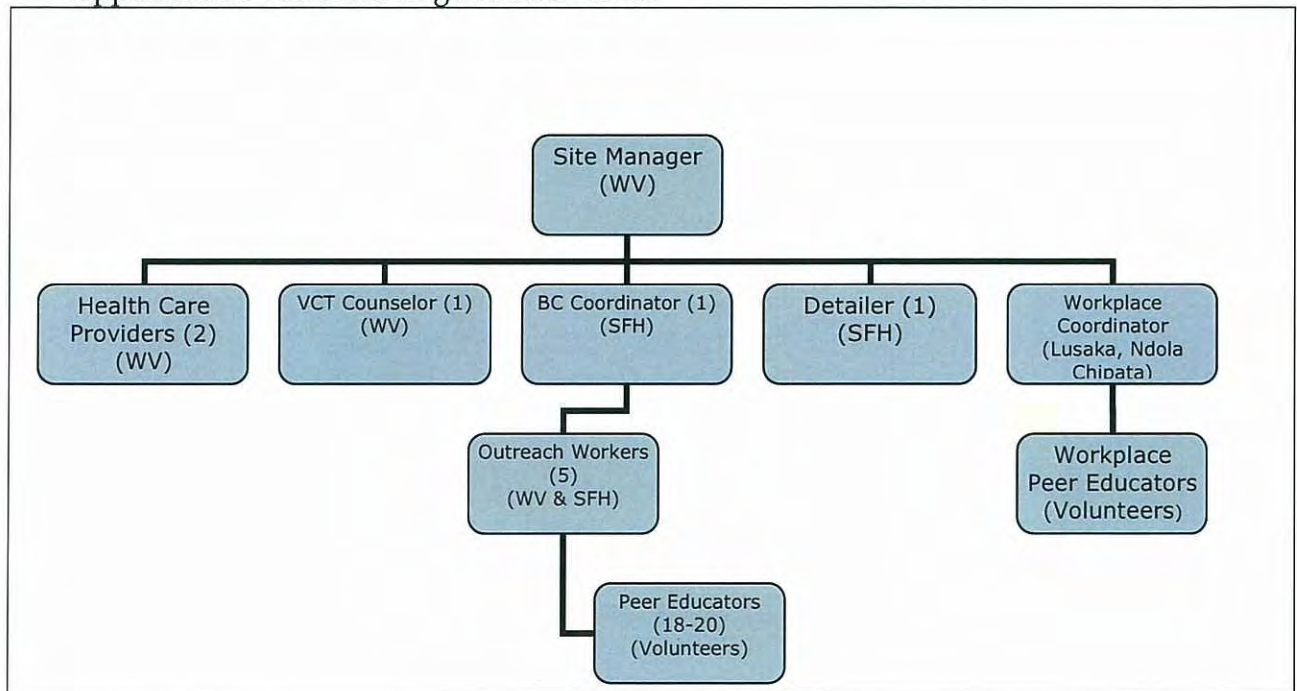 Site Manager
(WV)
Health Care
Providers (2)
(WV)
VCT Counselor (1)
(WV)
BC Coordinator (1)
(SFH)
Detailer (1)
(SFH)
Workplace
Coordinator
(Lusaka, Ndola
Chipata)
Outreach Workers
(5)
(WV & SFH)
Workplace
Peer Educators
(Volunteers)
Peer Educators
(18-20)
(Volunteers)